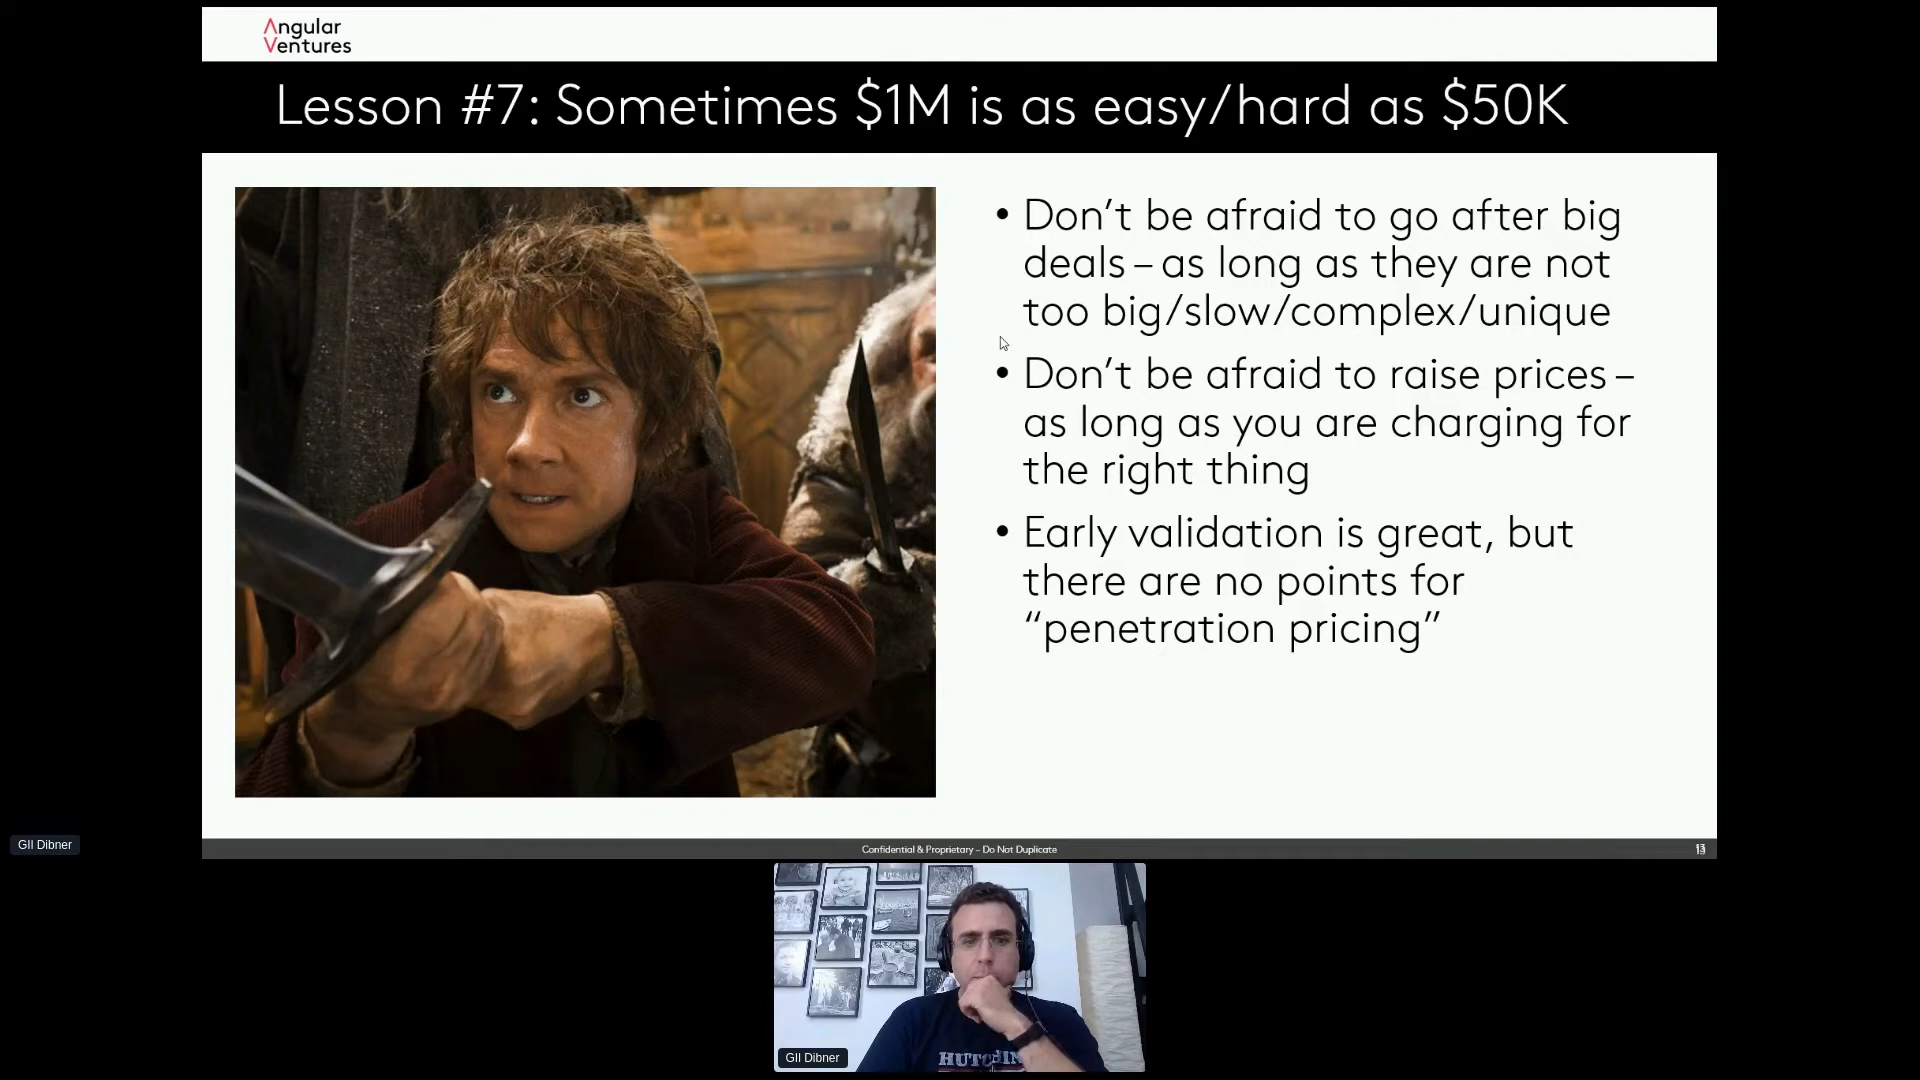 Angular
Ventures
Lesson #7: Sometimes $1M is as easy/hard as $50K
• Don’t be afraid to go after big
deals – as long as they are not
too big/slow/complex/unique
• Don’t be afraid to raise prices –
as long as you are charging for
the right thing
• Early validation is great, but
there are no points for
“penetration pricing”
GIl Dibner
Confidential & Proprietary – Do Not Duplicate
13
GIl Dibner